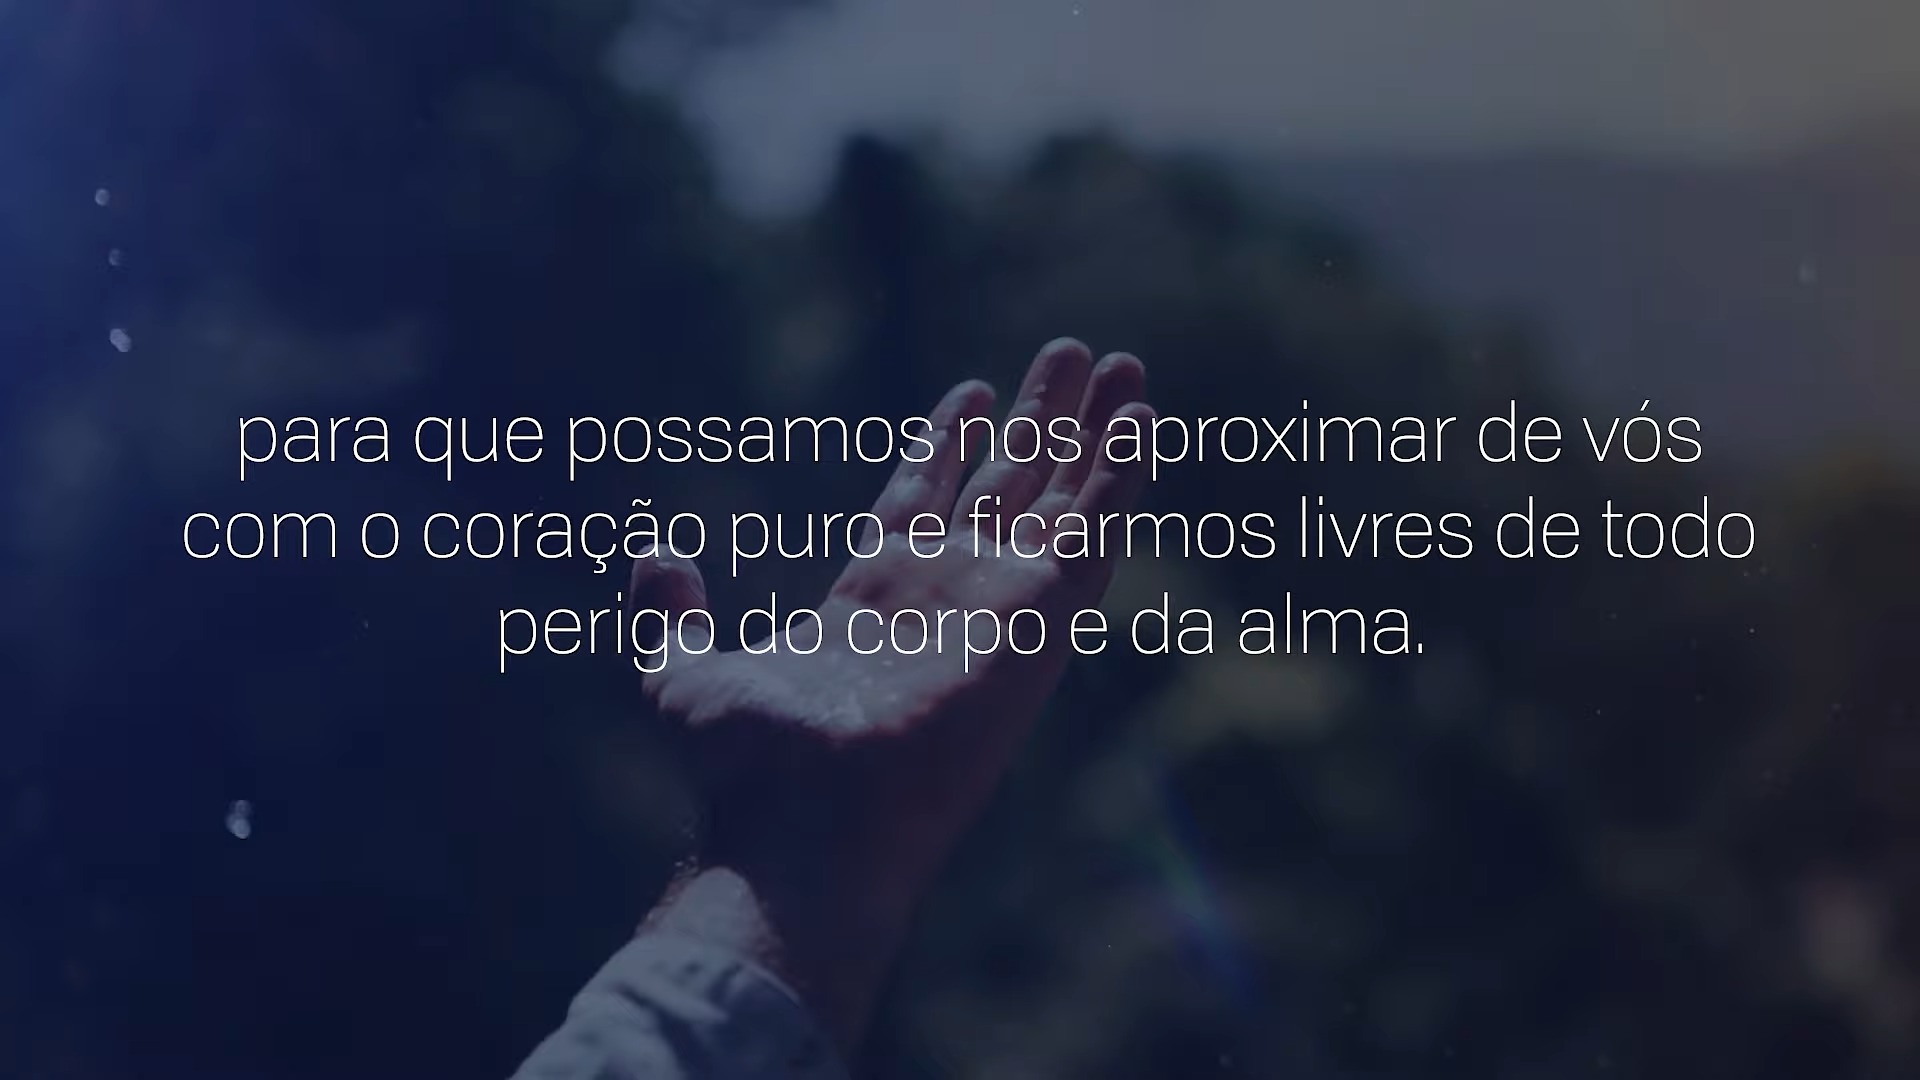 para que possamos nos aproximar de vós
com o coração puro e ficarmos livres de todo
perigo do corpo e da alma.